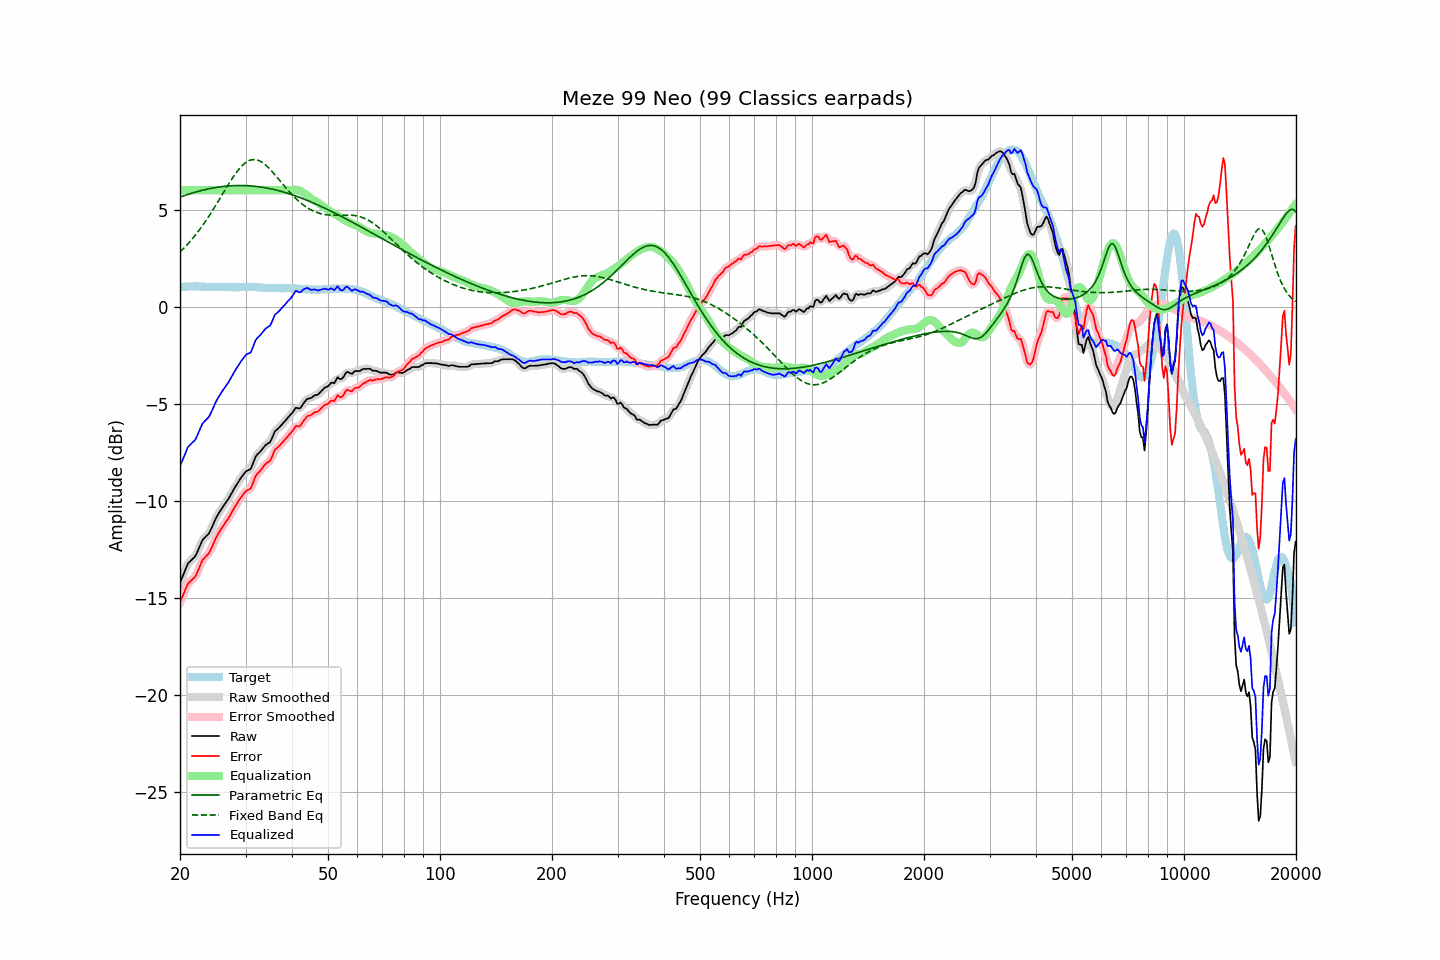 Meze 99 Neo (99 Classics earpads)
Amplitude (dBr)
5
0
−5
−10
−15
−20
−25
Target
Raw Smoothed
Error Smoothed
Raw
Error
Equalization
Parametric Eq
Fixed Band Eq
Equalized
20 50 100 200 500 1000 2000 5000 10000 20000
Frequency (Hz)